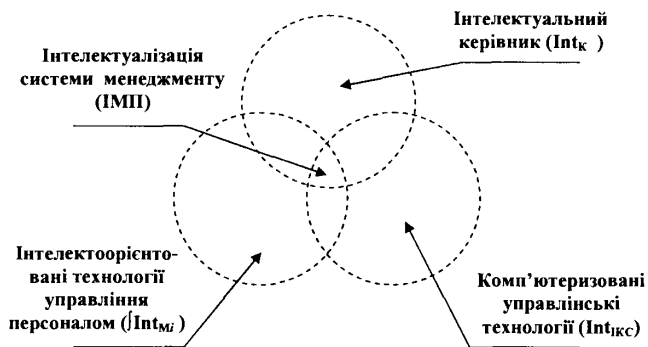 Інтелектуальний
керівник (Int_К )
Інтелектуалізація
системи менеджменту
(ІМП)
Інтелектоорієнто-
вані технології
управління
персоналом (∫Int_Mi )
Комп’ютеризовані
управлінські
технології (Int_ІКС)